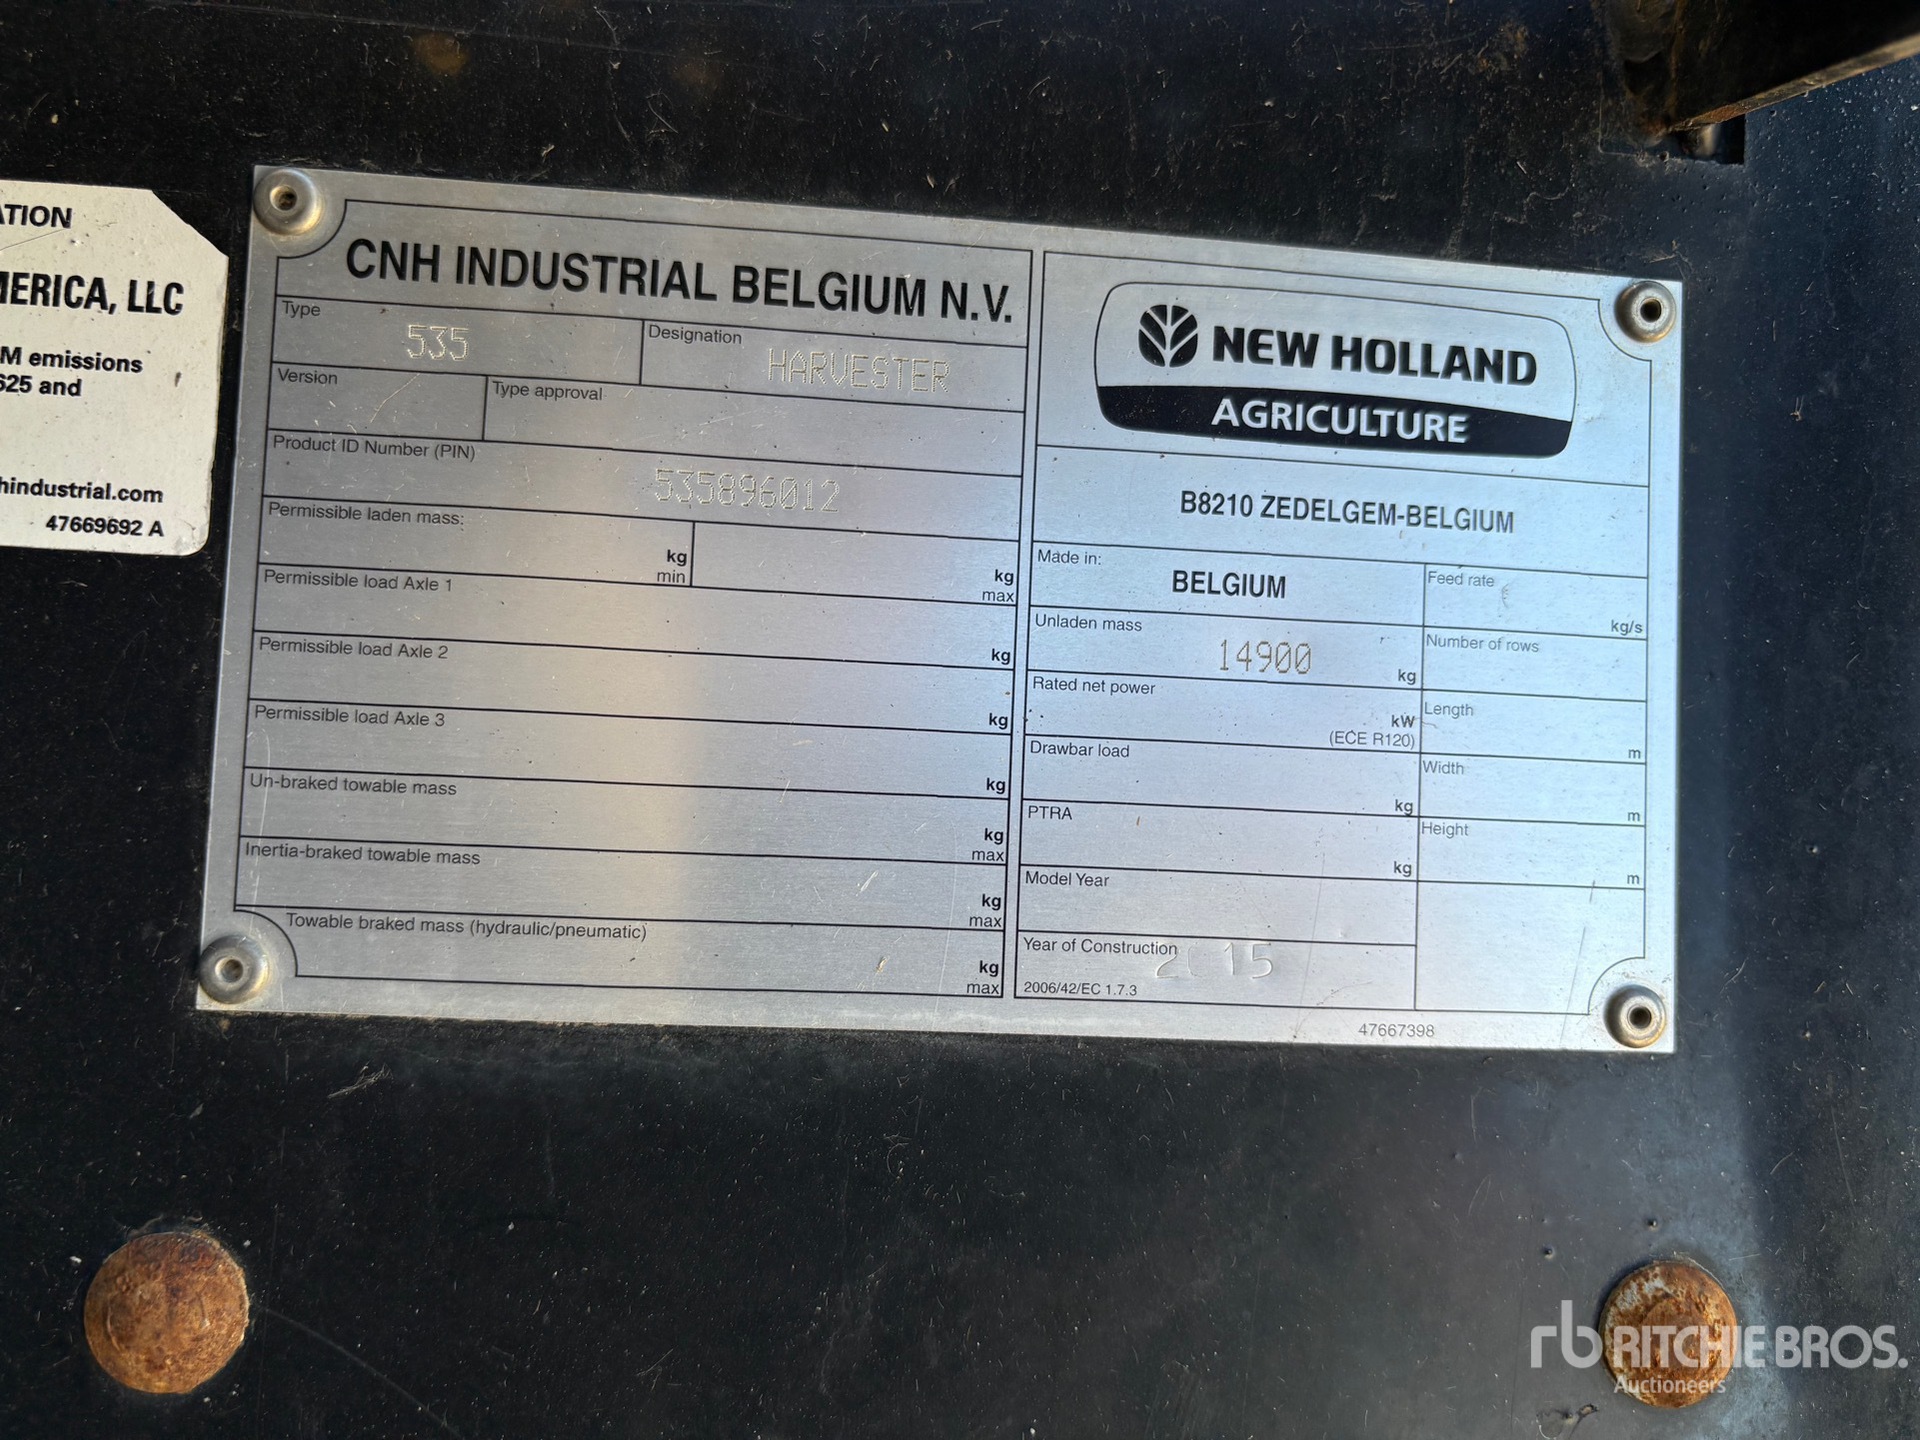 ATION
MERICA, LLC
M emissions
625 and
hindustrial.com
47669692 A
CNH INDUSTRIAL BELGIUM N.V.
Type
535
Designation
HARVESTER
Version
Type approval
Product ID Number (PIN)
535896012
Permissible laden mass:
kg
min
kg
max
Permissible load Axle 1
kg
Permissible load Axle 2
kg
Permissible load Axle 3
kg
Un-braked towable mass
kg
max
Inertia-braked towable mass
kg
max
Towable braked mass (hydraulic/pneumatic)
kg
max
NEW HOLLAND
AGRICULTURE
B8210 ZEDELGEM-BELGIUM
Made in:
BELGIUM
Feed rate
kg/s
Unladen mass
14900
kg
Number of rows
Rated net power
kW
(ECE R120)
Length
m
Drawbar load
kg
Width
m
PTRA
kg
Height
m
Model Year
Year of Construction
2015
2006/42/EC 1.7.3
47667398
rb RITCHIE BROS.
Auctioneers